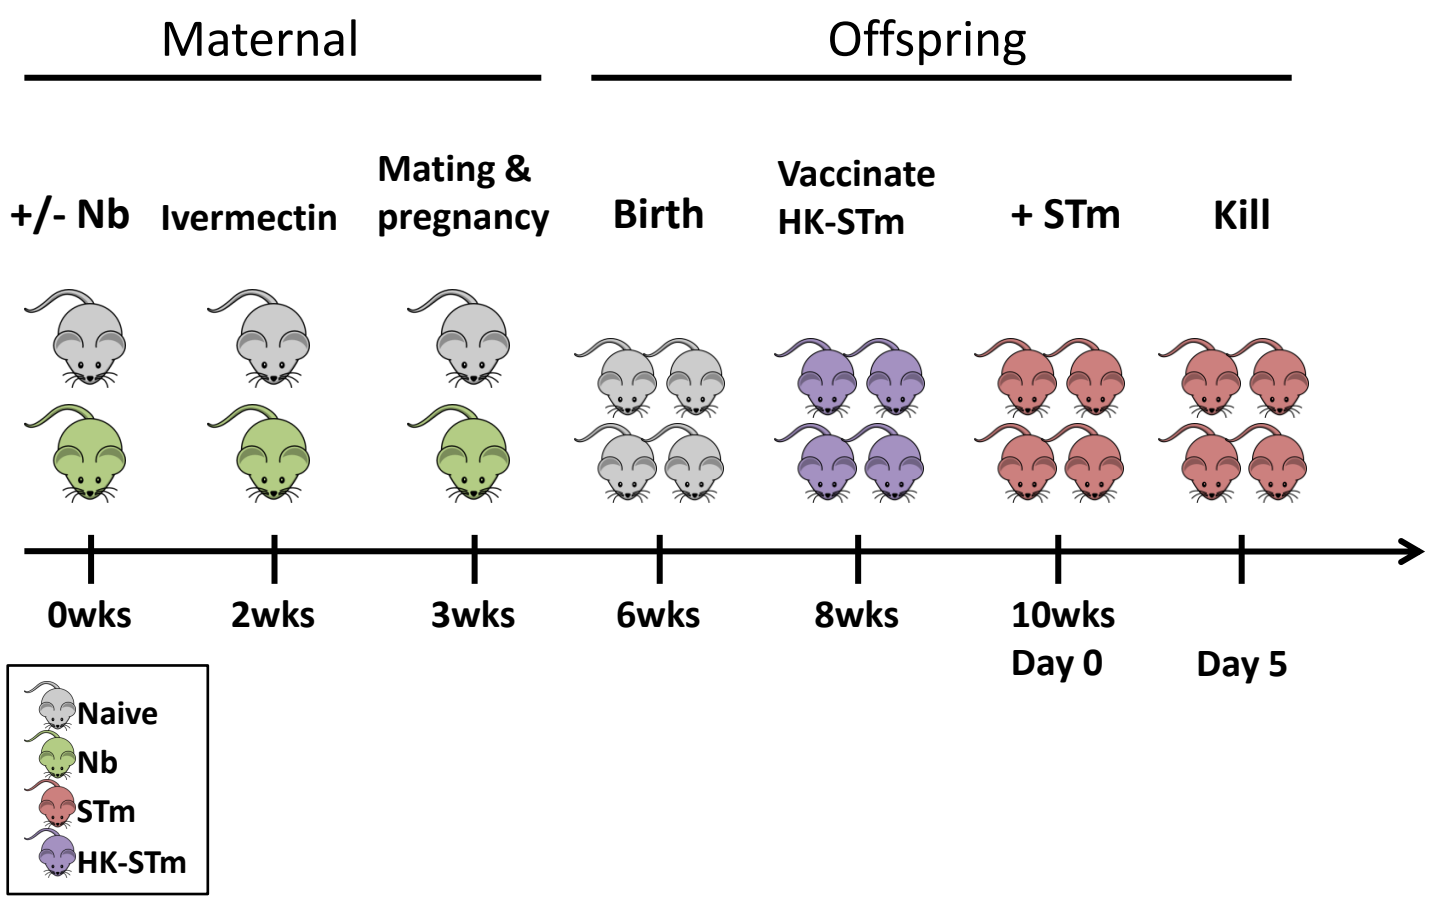 Maternal
Offspring
+/- Nb
Ivermectin
Mating &
pregnancy
Birth
Vaccinate
HK-STm
+ STm
Kill
0wks
2wks
3wks
6wks
8wks
10wks
Day 0
Day 5
Naive
Nb
STm
HK-STm